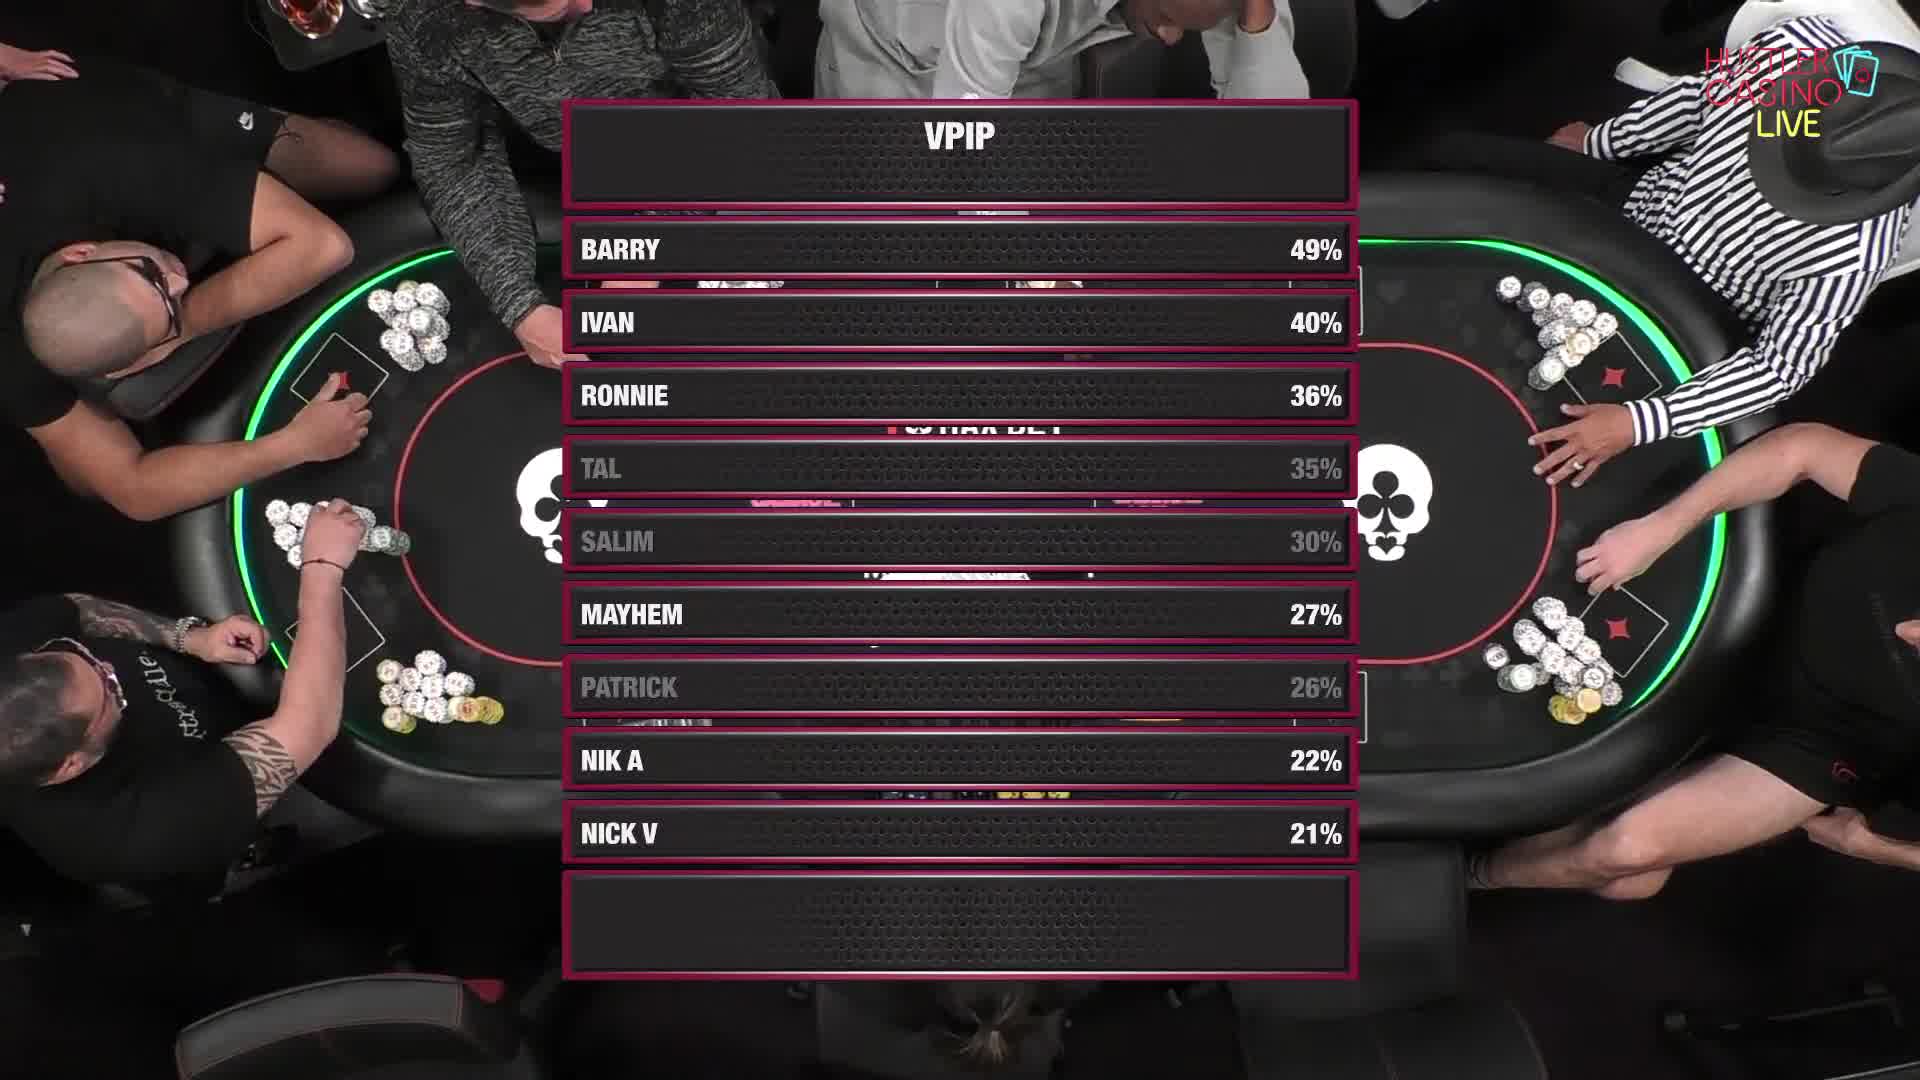 HUSTLER
CASINO
LIVE
VPIP
BARRY 49%
IVAN 40%
RONNIE 36%
TAL 35%
SALIM 30%
MAYHEM 27%
PATRICK 26%
NIK A 22%
NICK V 21%